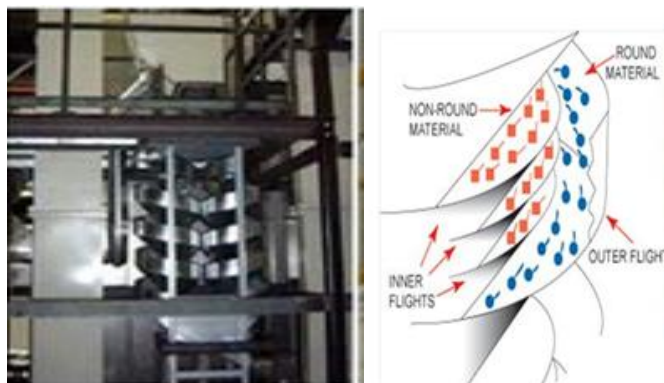 ROUND
MATERIAL
NON-ROUND
MATERIAL
OUTER FLIGHT
INNER
FLIGHTS